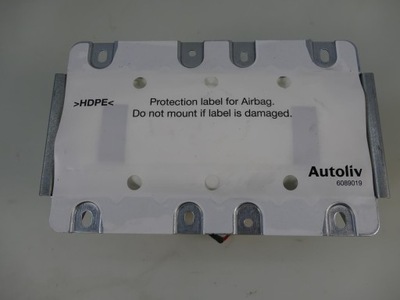 >HDPE<
Protection label for Airbag.
Do not mount if label is damaged.
Autoliv
6089019